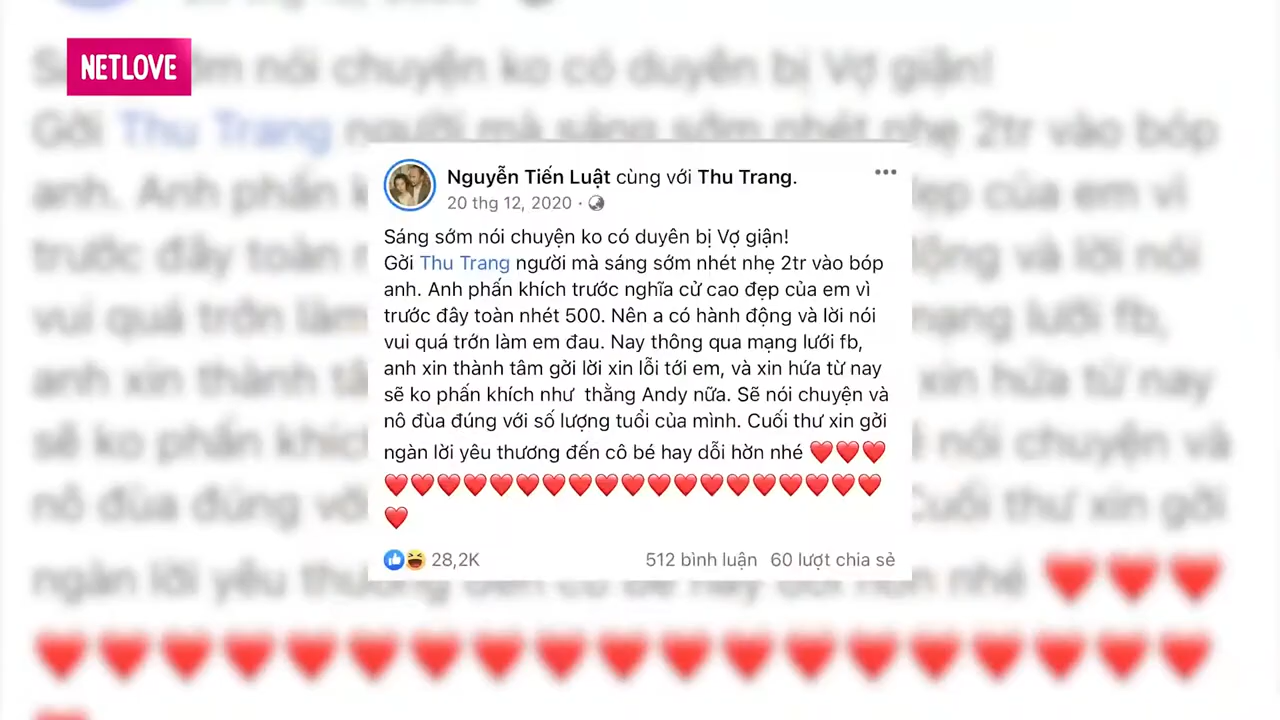 NETLOVE
Nguyễn Tiến Luật cùng với Thu Trang.
20 thg 12, 2020 ·
Sáng sớm nói chuyện ko có duyên bị Vợ giận!
Gởi Thu Trang người mà sáng sớm nhét nhẹ 2tr vào bóp
anh. Anh phấn khích trước nghĩa cử cao đẹp của em vì
trước đây toàn nhét 500. Nên a có hành động và lời nói
vui quá trớn làm em đau. Nay thông qua mạng lưới fb,
anh xin thành tâm gởi lời xin lỗi tới em, và xin hứa từ nay
sẽ ko phấn khích như thằng Andy nữa. Sẽ nói chuyện và
nô đùa đúng với số lượng tuổi của mình. Cuối thư xin gởi
ngàn lời yêu thương đến cô bé hay dỗi hờn nhé ❤️❤️❤️
❤️❤️❤️❤️❤️❤️❤️❤️❤️❤️❤️❤️❤️❤️❤️❤️❤️❤️❤️
❤️
28,2K 512 bình luận 60 lượt chia sẻ